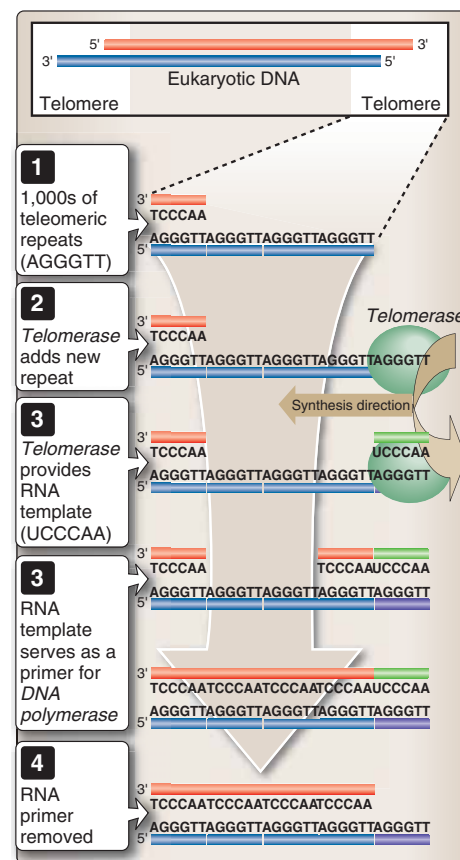 5' 3'
3' 5'
Eukaryotic DNA
Telomere Telomere
1
1,000s of
teleomeric
repeats
(AGGGTT)
3'
TCCCAA
AGGGTTAGGGTTAGGGTTAGGGTT
5'
2
Telomerase
adds new
repeat
3'
TCCCAA
AGGGTTAGGGTTAGGGTTAGGGTTAGGGTT
5'
Telomerase
Synthesis direction
3
Telomerase
provides
RNA
template
(UCCCAA)
3'
TCCCAA UCCCAA
AGGGTTAGGGTTAGGGTTAGGGTTAGGGTT
5'
3
RNA
template
serves as a
primer for
DNA
polymerase
3'
TCCCAA TCCCAAUCCCAA
AGGGTTAGGGTTAGGGTTAGGGTTAGGGTT
5'
3'
TCCCAATCCCAATCCCAATCCCAAUCCCAA
AGGGTTAGGGTTAGGGTTAGGGTTAGGGTT
5'
4
RNA
primer
removed
3'
TCCCAATCCCAATCCCAATCCCAA
AGGGTTAGGGTTAGGGTTAGGGTTAGGGTT
5'